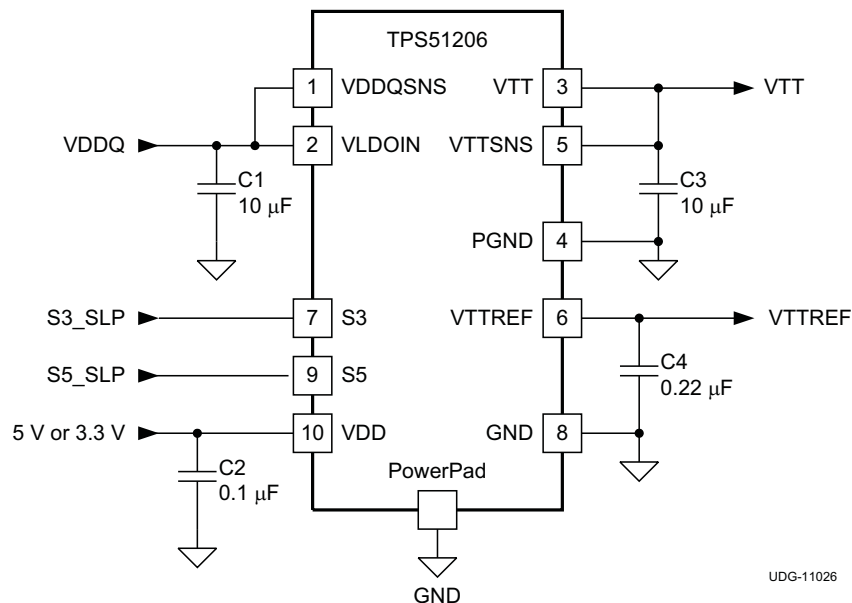 TPS51206
1 VDDQSNS VTT 3 VTT
VDDQ 2 VLDOIN VTTSNS 5
C1
10 μF
C3
10 μF
PGND 4
S3_SLP 7 S3 VTTREF 6 VTTREF
S5_SLP 9 S5
C4
0.22 μF
5 V or 3.3 V 10 VDD GND 8
C2
0.1 μF
PowerPad
GND
UDG-11026